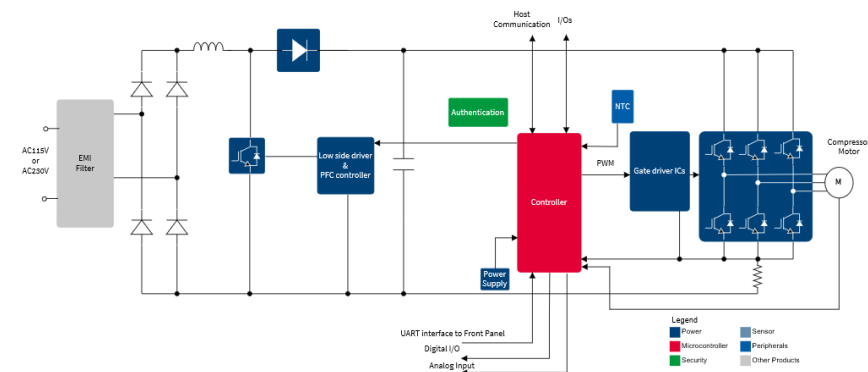 Host
Communication
I/Os
Authentication
NTC
AC115V
or
AC230V
EMI
Filter
Low side driver
&
PFC controller
Controller
PWM
Gate driver ICs
Compressor
Motor
M
Power
Supply
UART interface to Front Panel
Digital I/O
Analog Input
Legend
Power
Sensor
Microcontroller
Peripherals
Security
Other Products